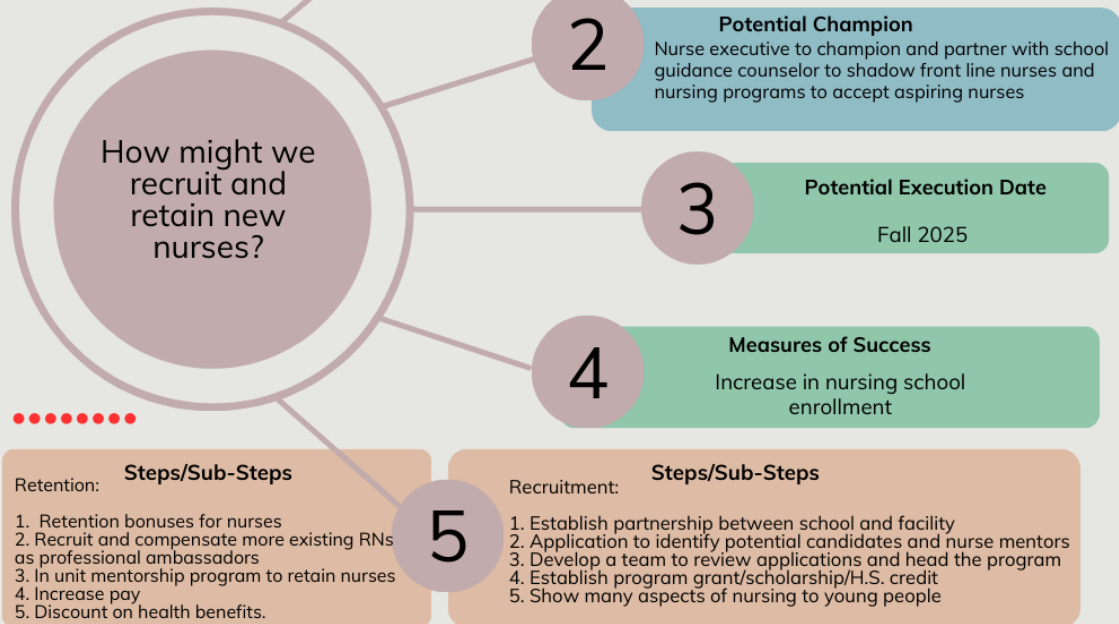 How might we
recruit and
retain new
nurses?
2
Potential Champion
Nurse executive to champion and partner with school
guidance counselor to shadow front line nurses and
nursing programs to accept aspiring nurses
3
Potential Execution Date
Fall 2025
4
Measures of Success
Increase in nursing school
enrollment
5
Steps/Sub-Steps
Retention:
1. Retention bonuses for nurses
2. Recruit and compensate more existing RNs
as professional ambassadors
3. In unit mentorship program to retain nurses
4. Increase pay
5. Discount on health benefits.
Steps/Sub-Steps
Recruitment:
1. Establish partnership between school and facility
2. Application to identify potential candidates and nurse mentors
3. Develop a team to review applications and head the program
4. Establish program grant/scholarship/H.S. credit
5. Show many aspects of nursing to young people